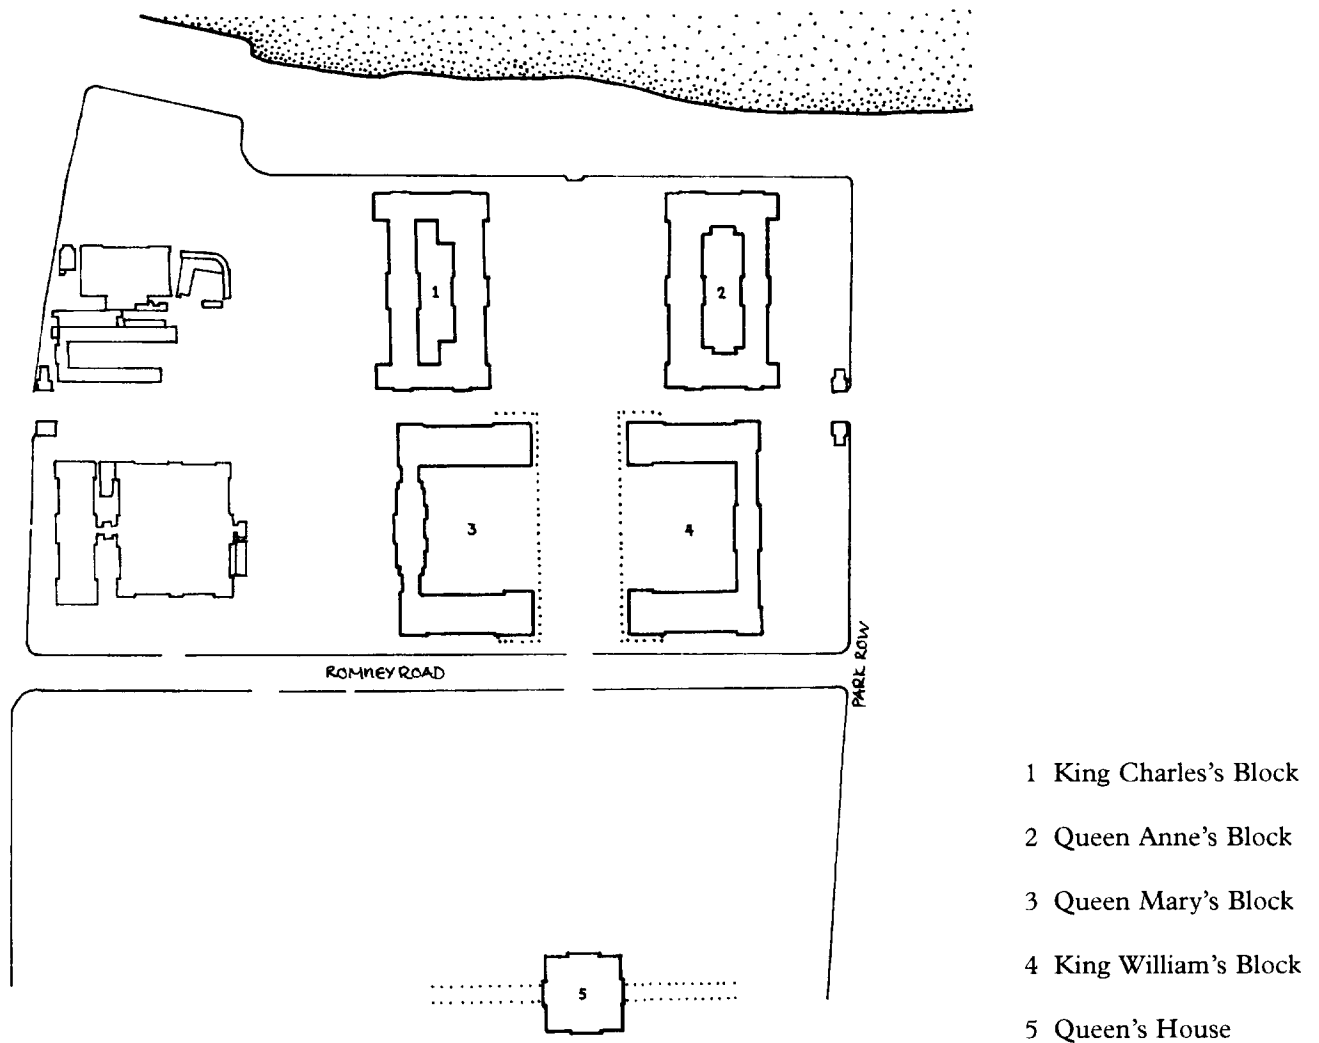 1
2
3
4
ROMNEY ROAD
PARK ROW
5
1 King Charles's Block
2 Queen Anne's Block
3 Queen Mary's Block
4 King William's Block
5 Queen's House